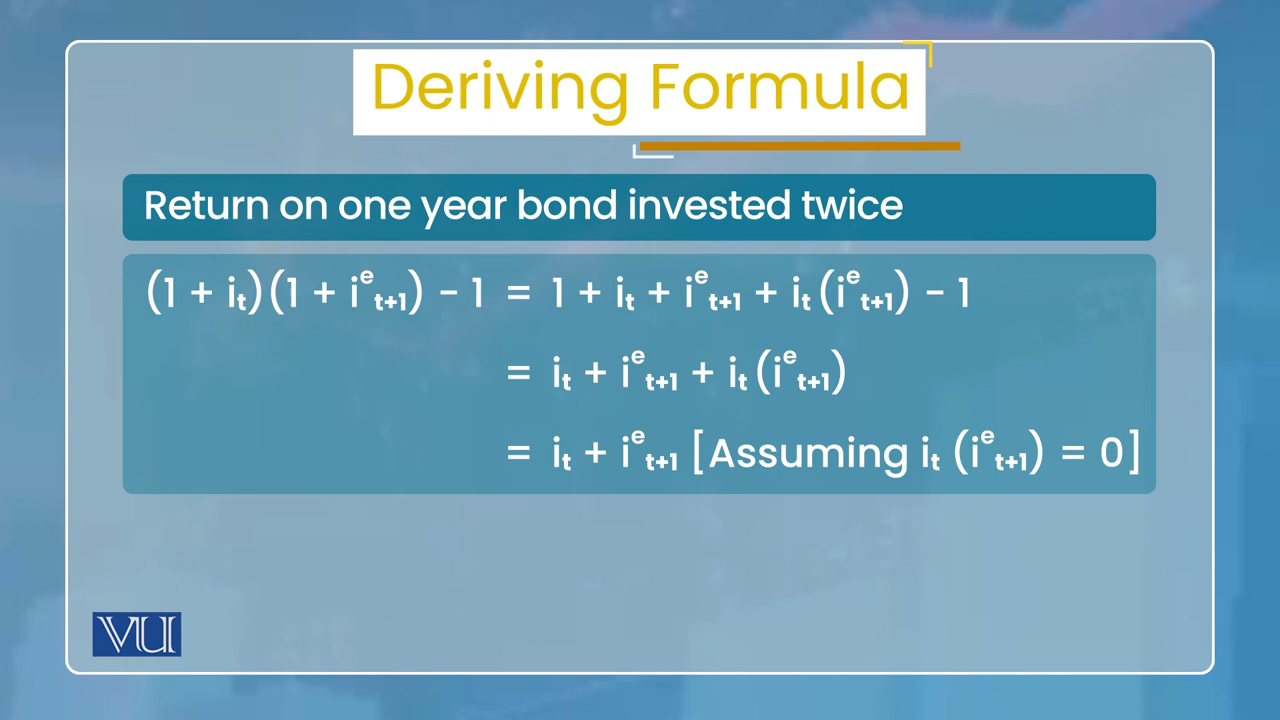 Deriving Formula
Return on one year bond invested twice
(1 + iₜ)(1 + iᵉₜ₊₁) - 1 = 1 + iₜ + iᵉₜ₊₁ + iₜ (iᵉₜ₊₁) - 1
= iₜ + iᵉₜ₊₁ + iₜ (iᵉₜ₊₁)
= iₜ + iᵉₜ₊₁ [Assuming iₜ (iᵉₜ₊₁) = 0]
VU